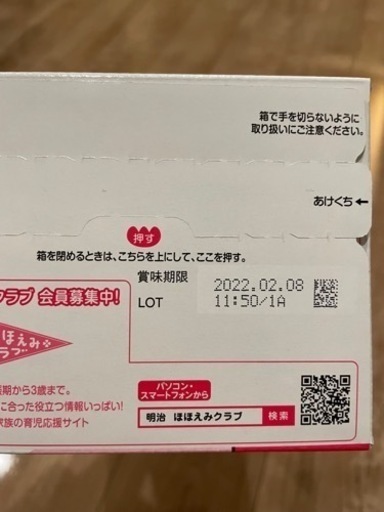 箱で手を切らないように
取り扱いにご注意ください。
あけくち←
押す
箱を閉めるときは、こちらを上にして、ここを押す。
賞味期限 2022.02.08
LOT 11:50/1A
クラブ 会員募集中!
ほほえみ
ラブ
期から3歳まで。
に合った役立つ情報いっぱい!
家族の育児応援サイト
パソコン・
スマートフォンから
明治 ほほえみクラブ 検索